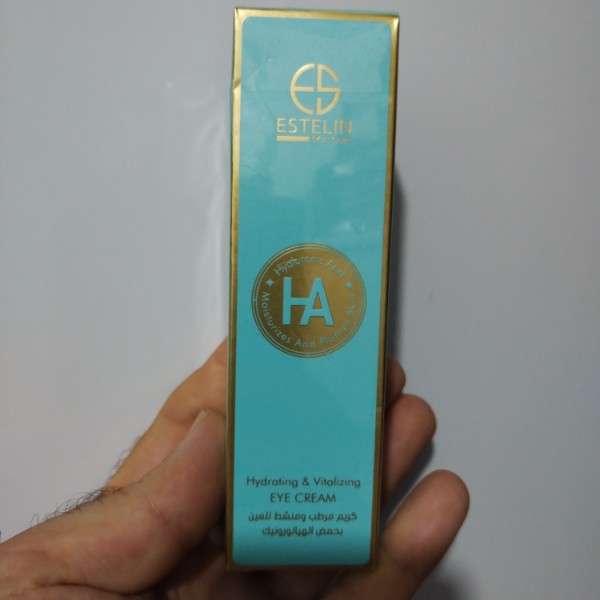 ES
ESTELIN
Hyaluronic Acid
HA
Moisturizes And Plumps Skin
Hydrating & Vitalizing
EYE CREAM
كريم مرطب ومنشط للعين
بحمض الهيالورونيك